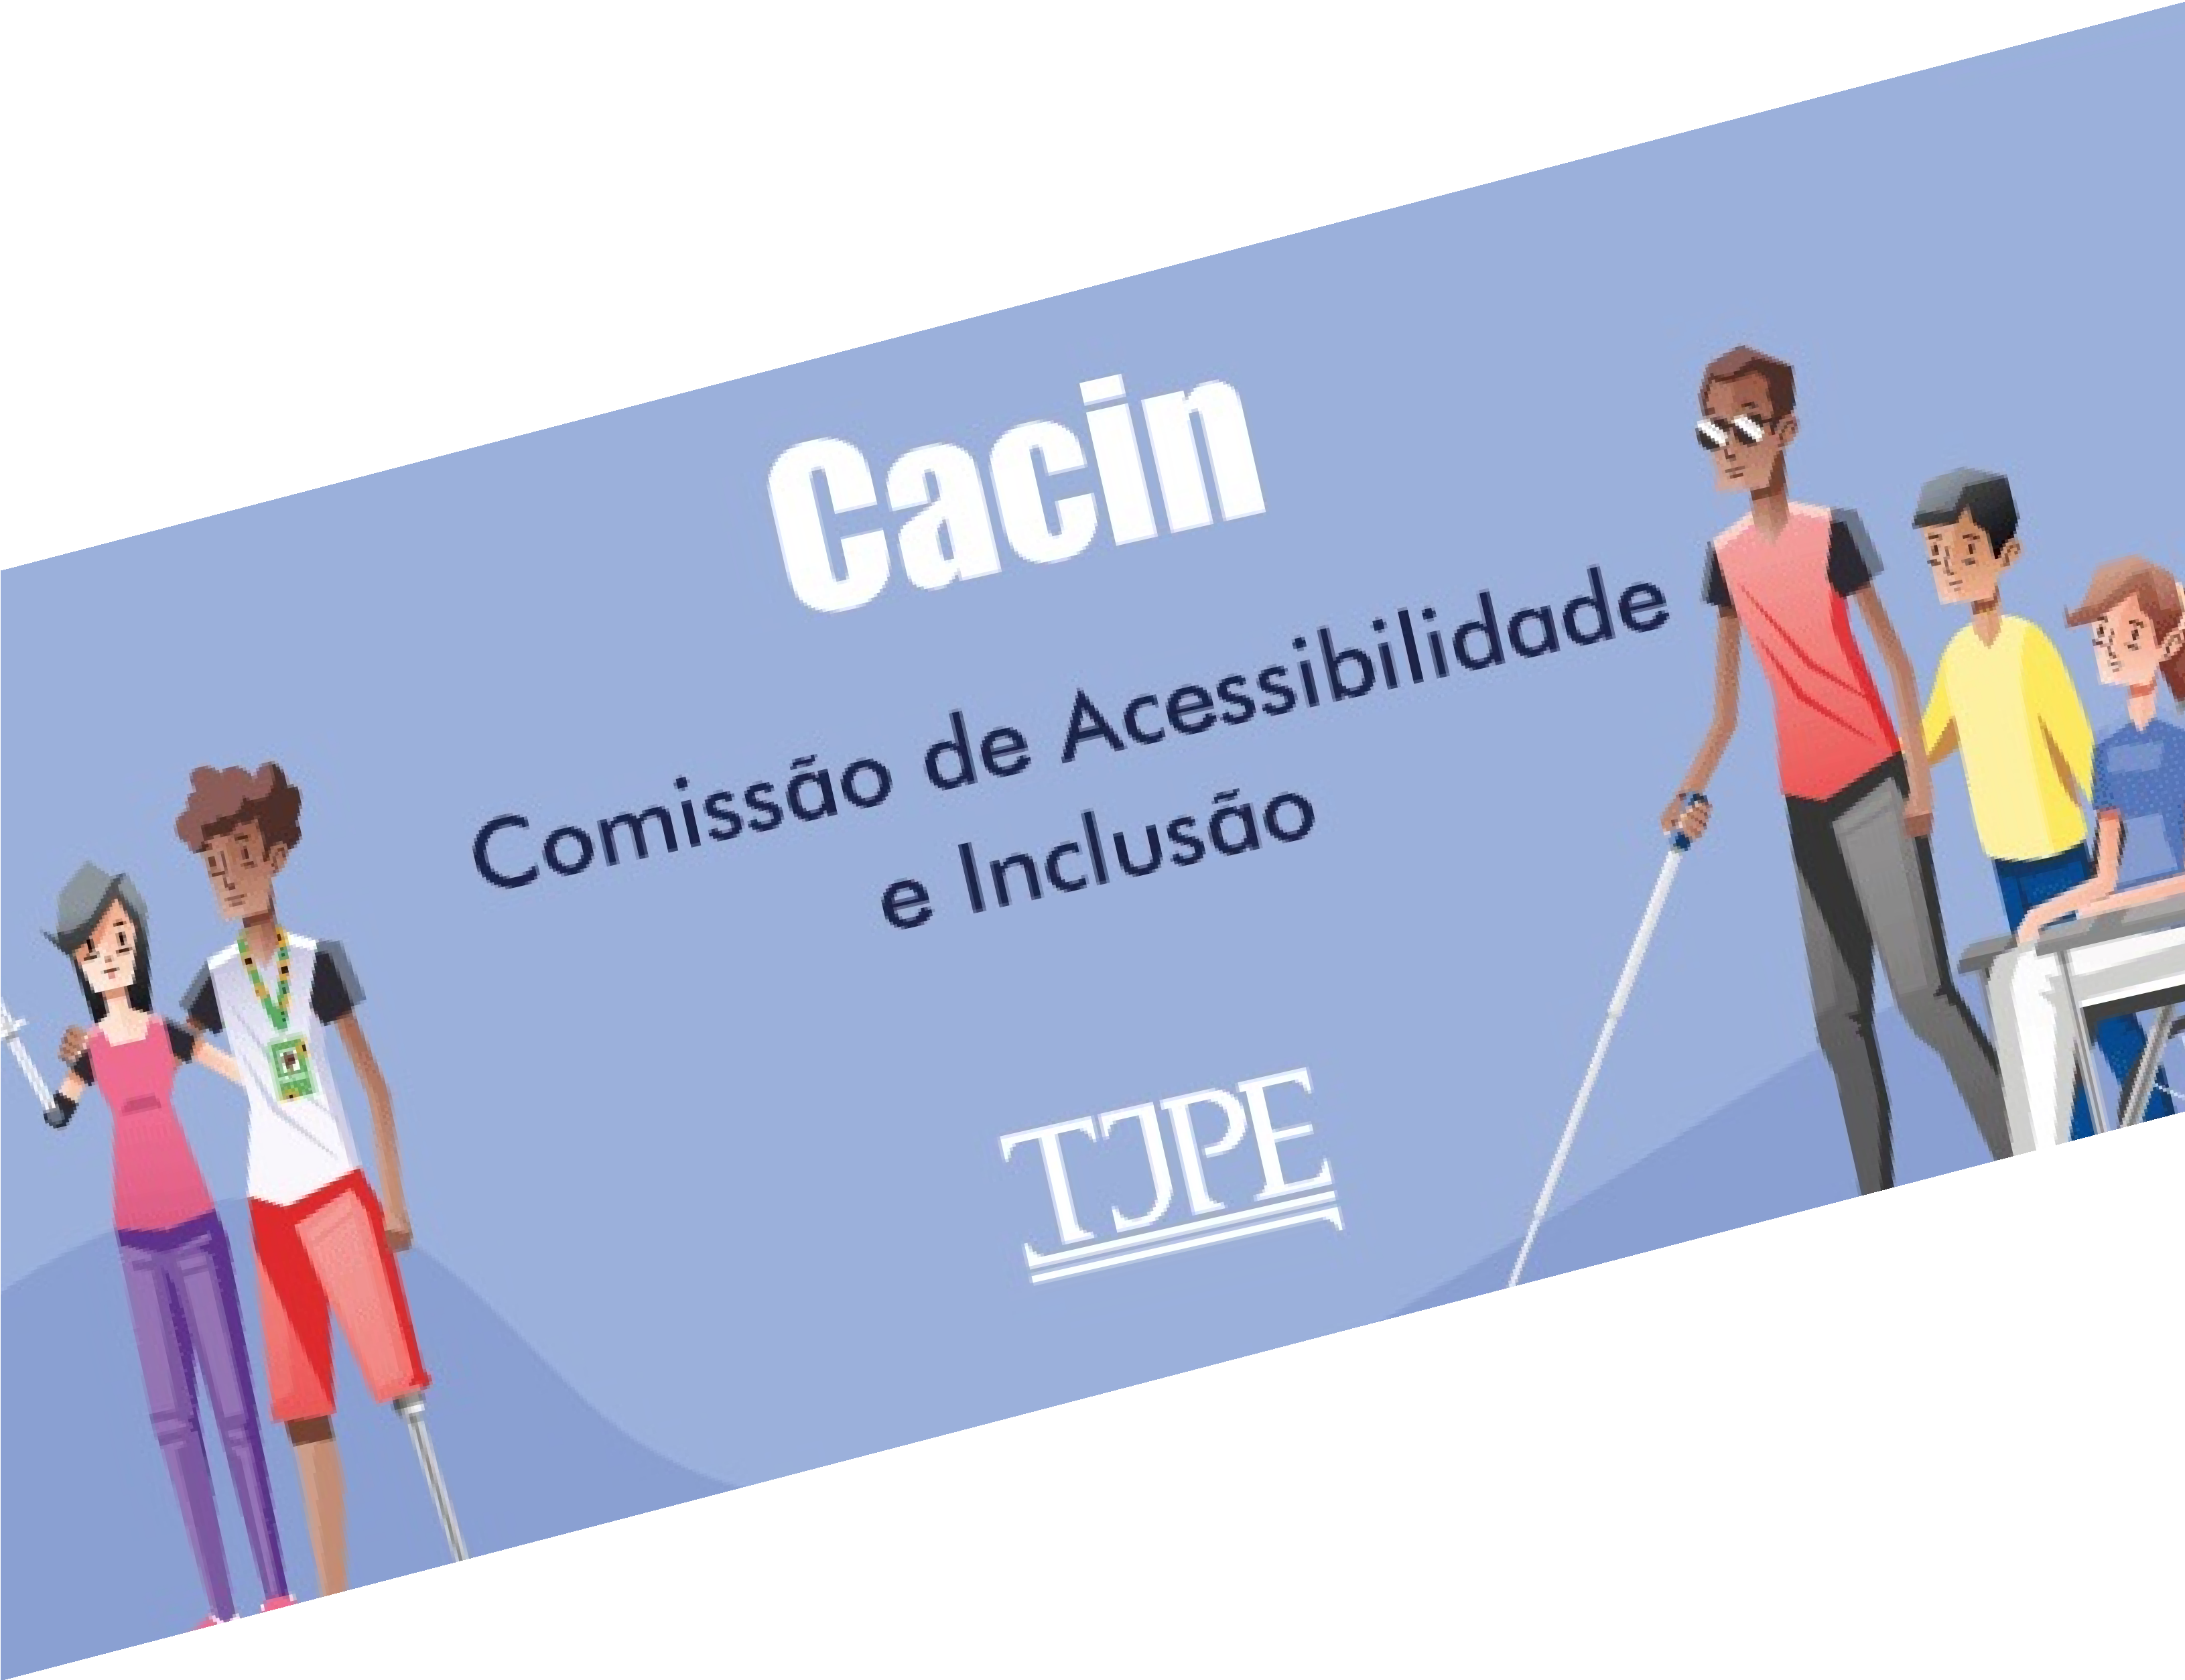 Cacin
Comissão de Acessibilidade
e Inclusão
TJPE